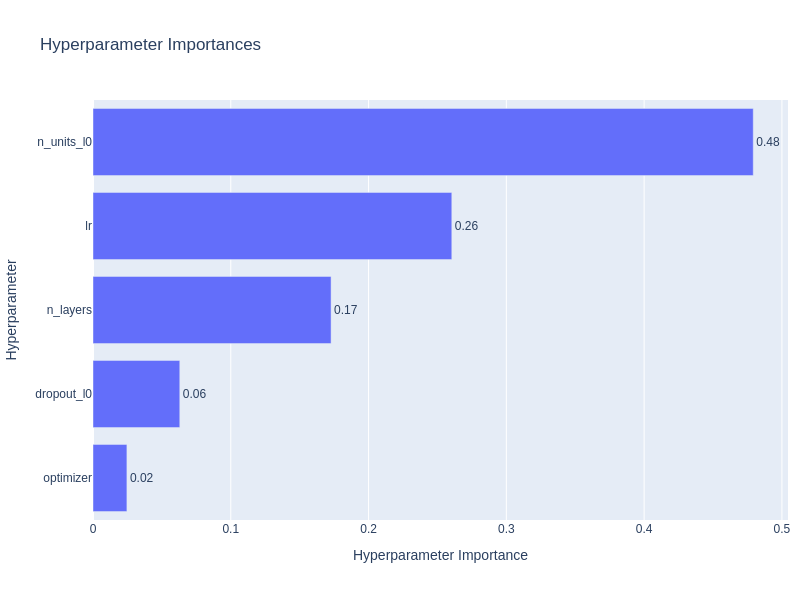 Hyperparameter Importances
n_units_l0
0.48
lr
0.26
n_layers
0.17
dropout_l0
0.06
optimizer
0.02
0 0.1 0.2 0.3 0.4 0.5
Hyperparameter Importance
Hyperparameter